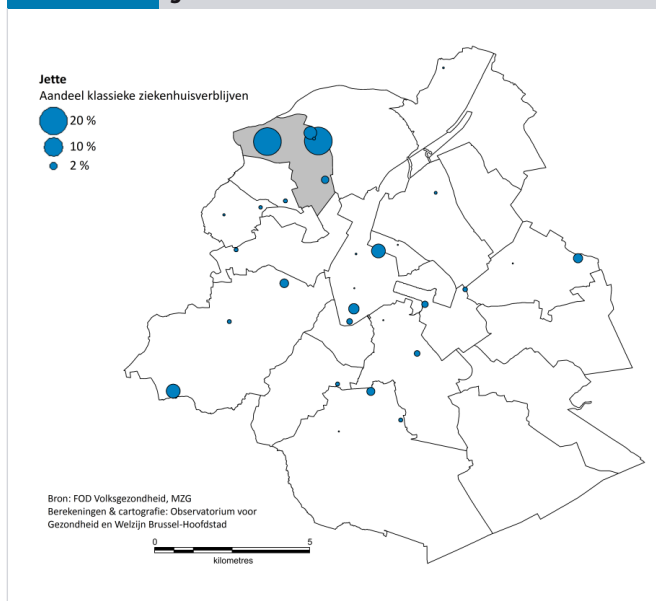 Jette
Aandeel klassieke ziekenhuisverblijven
20 %
10 %
2 %
Bron: FOD Volksgezondheid, MZG
Berekeningen & cartografie: Observatorium voor
Gezondheid en Welzijn Brussel-Hoofdstad
0 5
kilometres